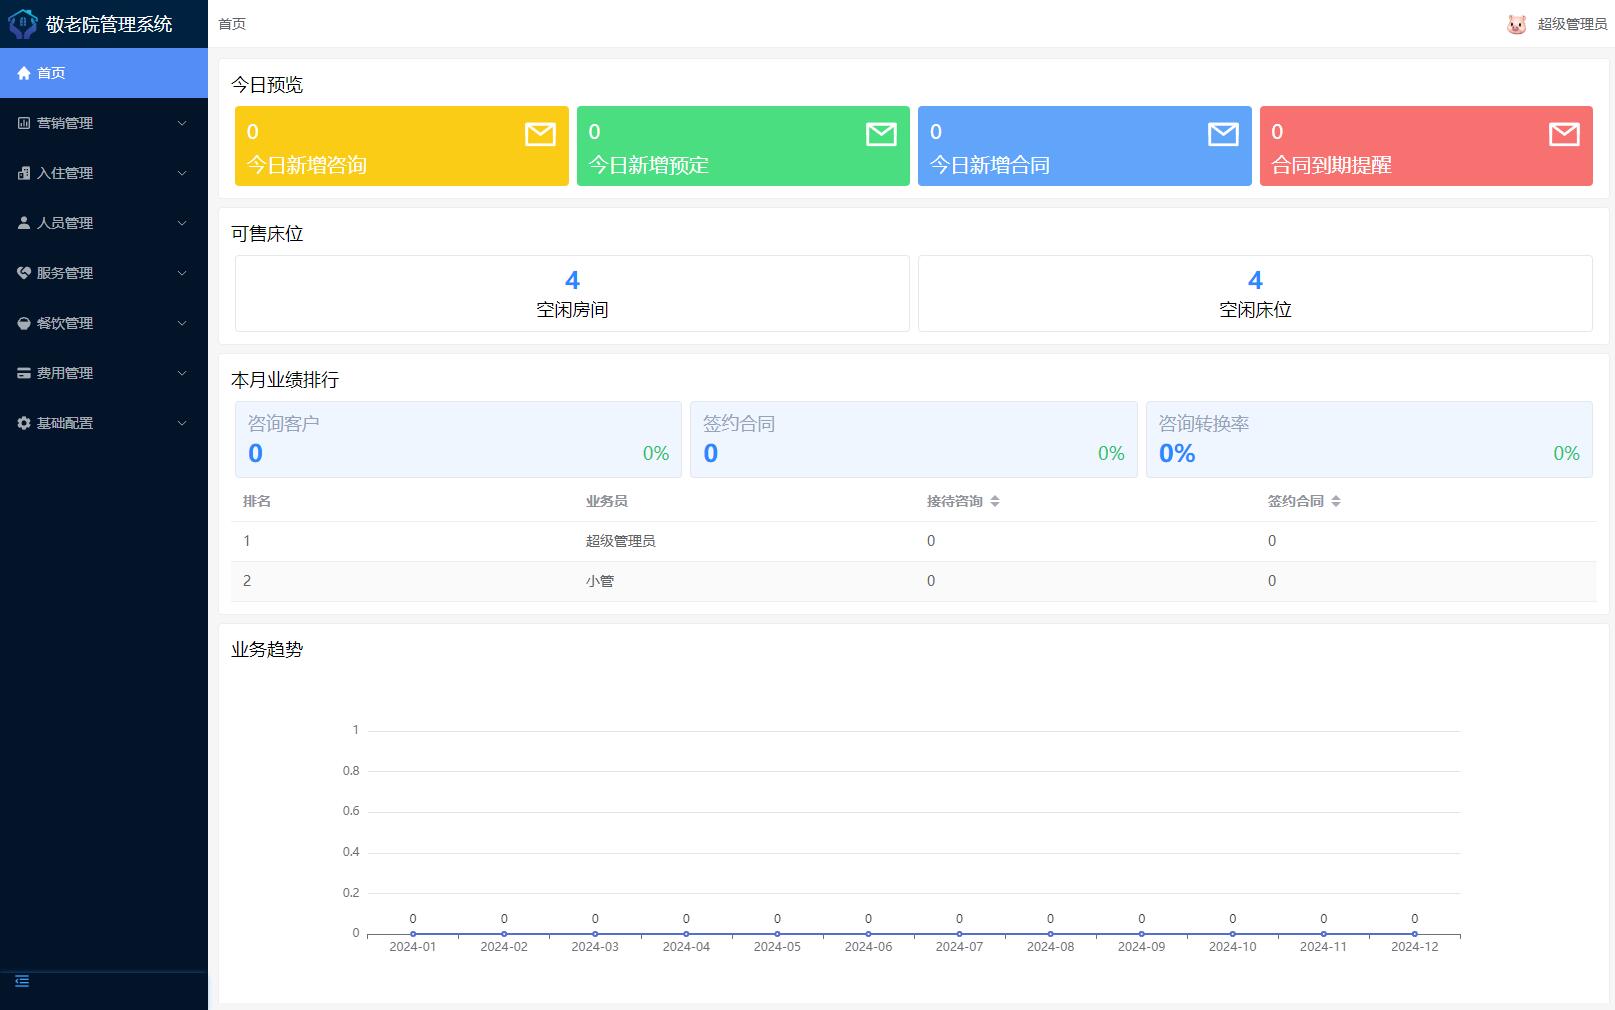 敬老院管理系统
首页
超级管理员
首页
营销管理
入住管理
人员管理
服务管理
餐饮管理
费用管理
基础配置
今日预览
0
今日新增咨询
0
今日新增预定
0
今日新增合同
0
合同到期提醒
可售床位
4
空闲房间
4
空闲床位
本月业绩排行
咨询客户
0 0%
签约合同
0 0%
咨询转换率
0% 0%
排名 业务员 接待咨询 签约合同
1 超级管理员 0 0
2 小管 0 0
业务趋势
1
0.8
0.6
0.4
0.2
0 0 0 0 0 0 0 0 0 0 0 0
0
2024-01 2024-02 2024-03 2024-04 2024-05 2024-06 2024-07 2024-08 2024-09 2024-10 2024-11 2024-12